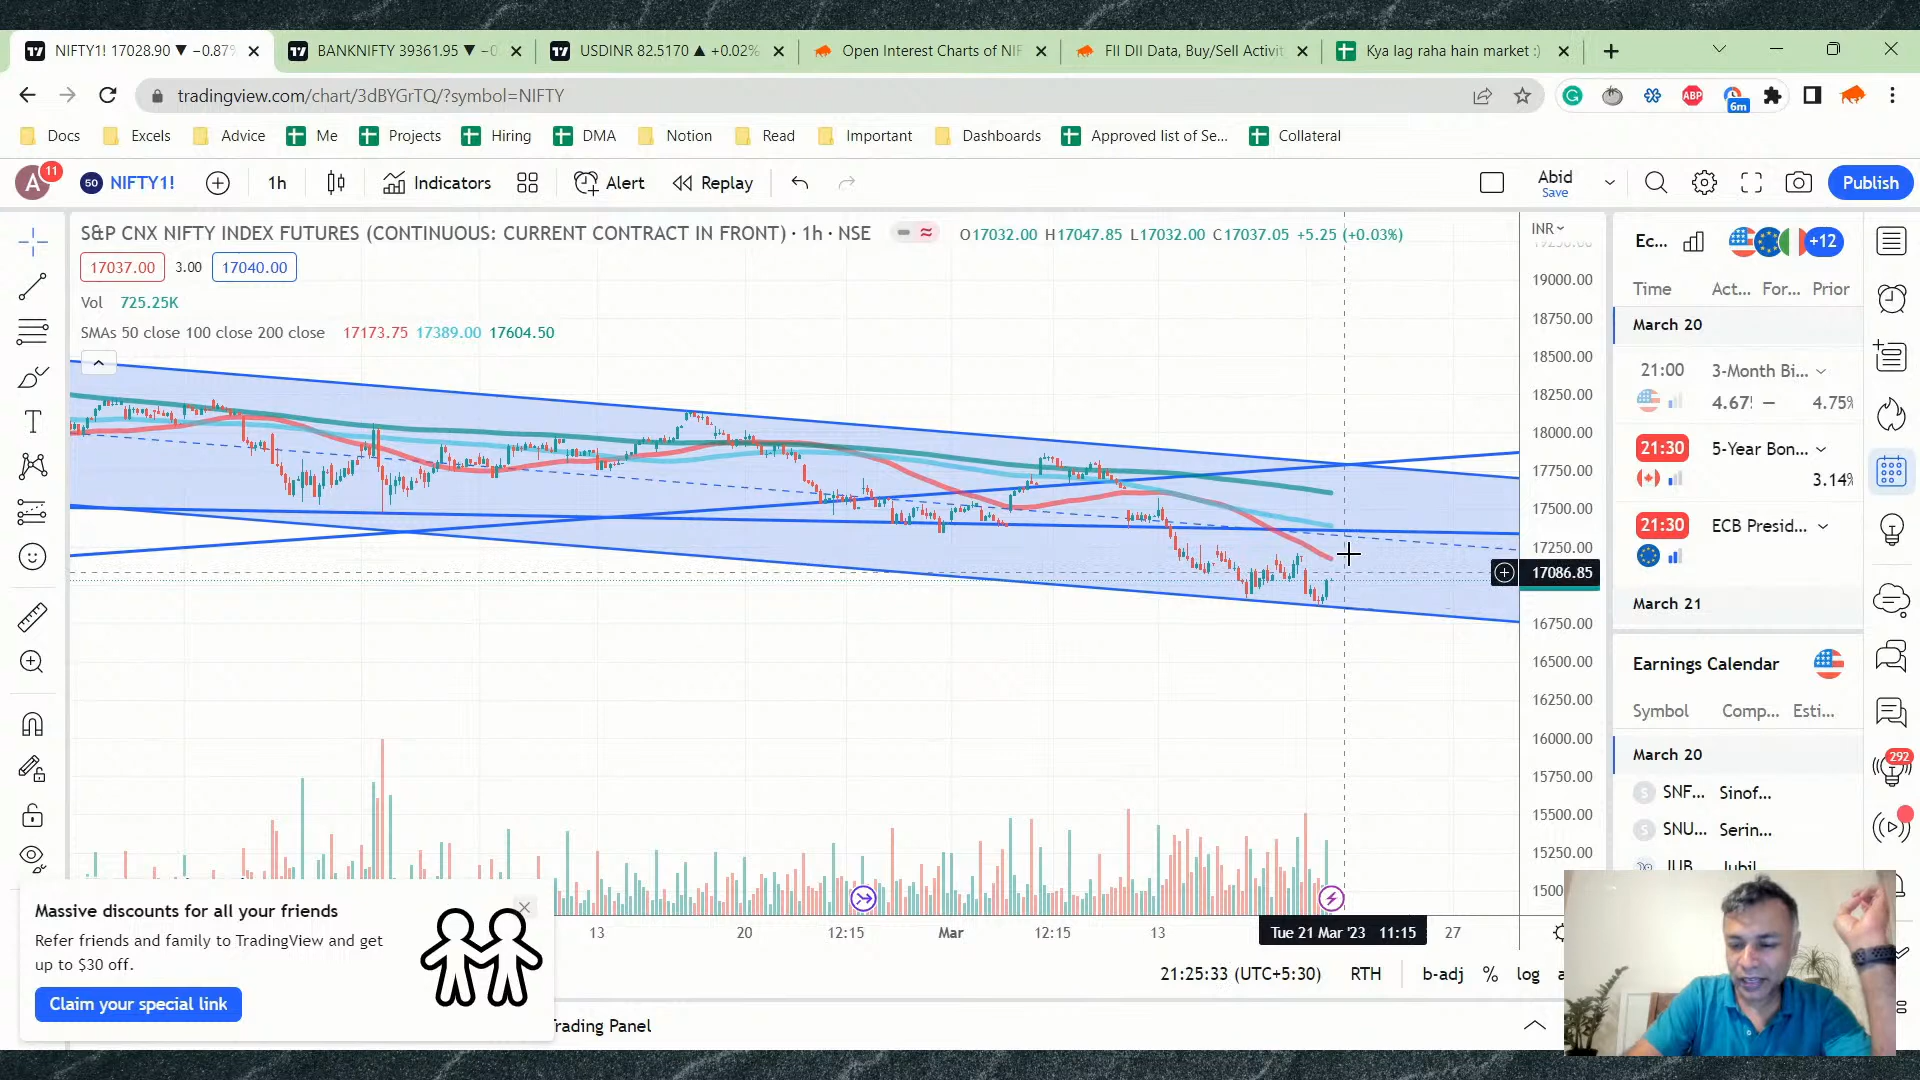 NIFTY1! 17028.90 ▼ −0.87%
BANKNIFTY 39361.95 ▼ −0
USDINR 82.5170 ▲ +0.02%
Open Interest Charts of NIF
FII DII Data, Buy/Sell Activit
Kya lag raha hain market :)
tradingview.com/chart/3dBYGrTQ/?symbol=NIFTY
ABP
6m
Docs
Excels
Advice
Me
Projects
Hiring
DMA
Notion
Read
Important
Dashboards
Approved list of Se...
Collateral
A
11
50 NIFTY1!
1h
Indicators
Alert
Replay
Abid
Save
Publish
S&P CNX NIFTY INDEX FUTURES (CONTINUOUS: CURRENT CONTRACT IN FRONT) · 1h · NSE
O17032.00 H17047.85 L17032.00 C17037.05 +5.25 (+0.03%)
17037.00 3.00 17040.00
Vol 725.25K
SMAs 50 close 100 close 200 close 17173.75 17389.00 17604.50
INR
19000.00
18750.00
18500.00
18250.00
18000.00
17750.00
17500.00
17250.00
17086.85
16750.00
16500.00
16250.00
16000.00
15750.00
15500.00
15250.00
13
20
12:15
Mar
12:15
13
Tue 21 Mar '23 11:15
27
21:25:33 (UTC+5:30)
RTH
b-adj
%
log
Trading Panel
Massive discounts for all your friends
Refer friends and family to TradingView and get
up to $30 off.
Claim your special link
Ec...
+12
Time Act... For... Prior
March 20
21:00 3-Month Bi...
— 4.75%
21:30 5-Year Bon...
3.14%
21:30 ECB Presid...
March 21
Earnings Calendar
Symbol Comp... Esti...
March 20
S SNF... Sinof...
S SNU... Serin...
292